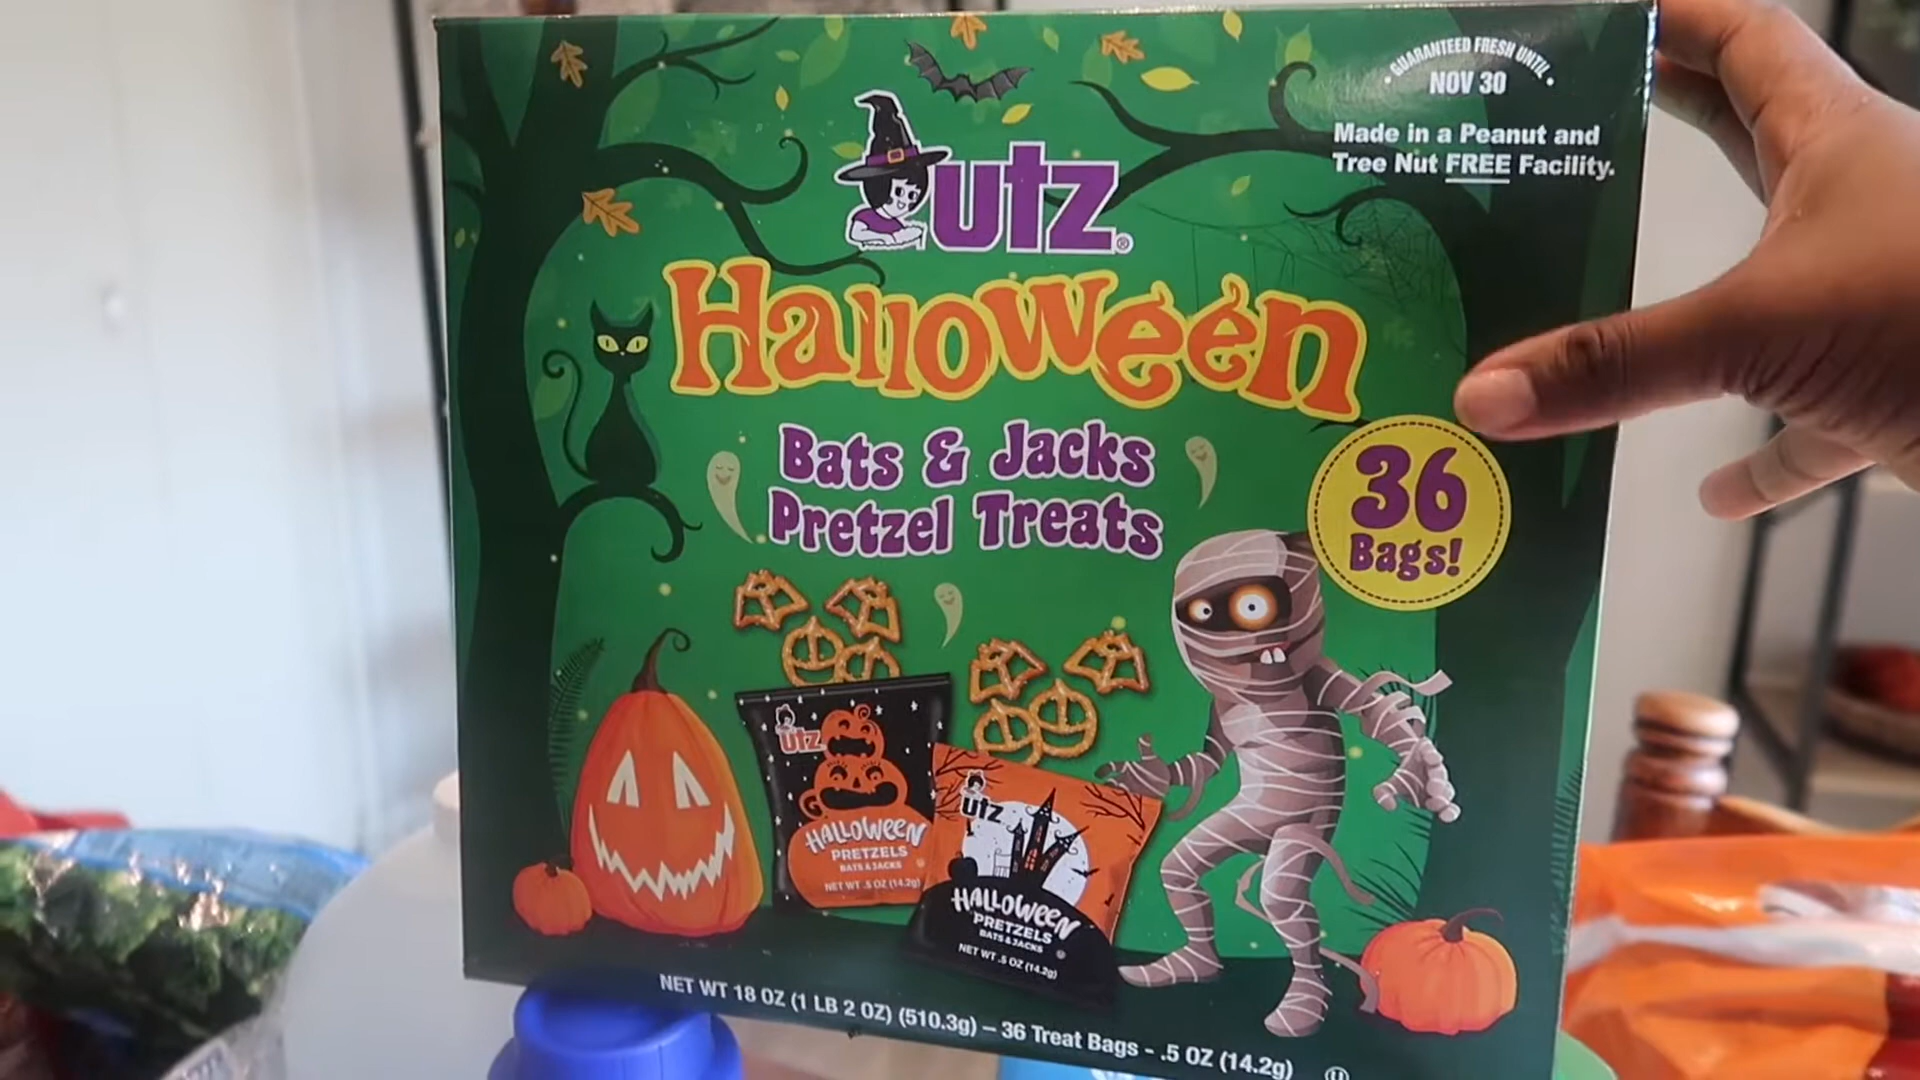 GUARANTEED FRESH UNTIL
NOV 30
Made in a Peanut and
Tree Nut FREE Facility.
utz®
Halloween
Bats & Jacks
Pretzel Treats
36
Bags!
utz
HALLOWEEN
PRETZELS
BATS & JACKS
NET WT .5 OZ (14.2g)
utz
HALLOWEEN
PRETZELS
BATS & JACKS
NET WT .5 OZ (14.2g)
NET WT 18 OZ (1 LB 2 OZ) (510.3g) – 36 Treat Bags - .5 OZ (14.2g)